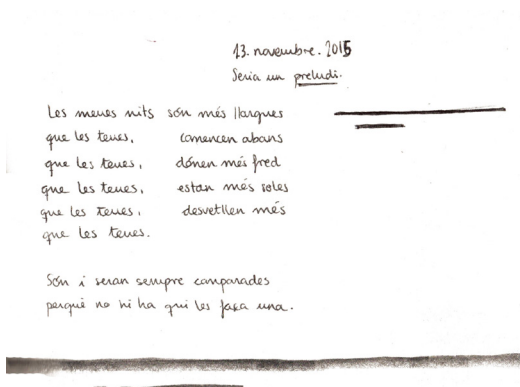 13. novembre. 2015
Seria un preludi.
Les meues nits són més llargues
que les teues, comencen abans
que les teues, dónen més fred
que les teues, estan més soles
que les teues, desvetllen més
que les teues.
Són i seran sempre comparades
perquè no hi ha qui les faça una.